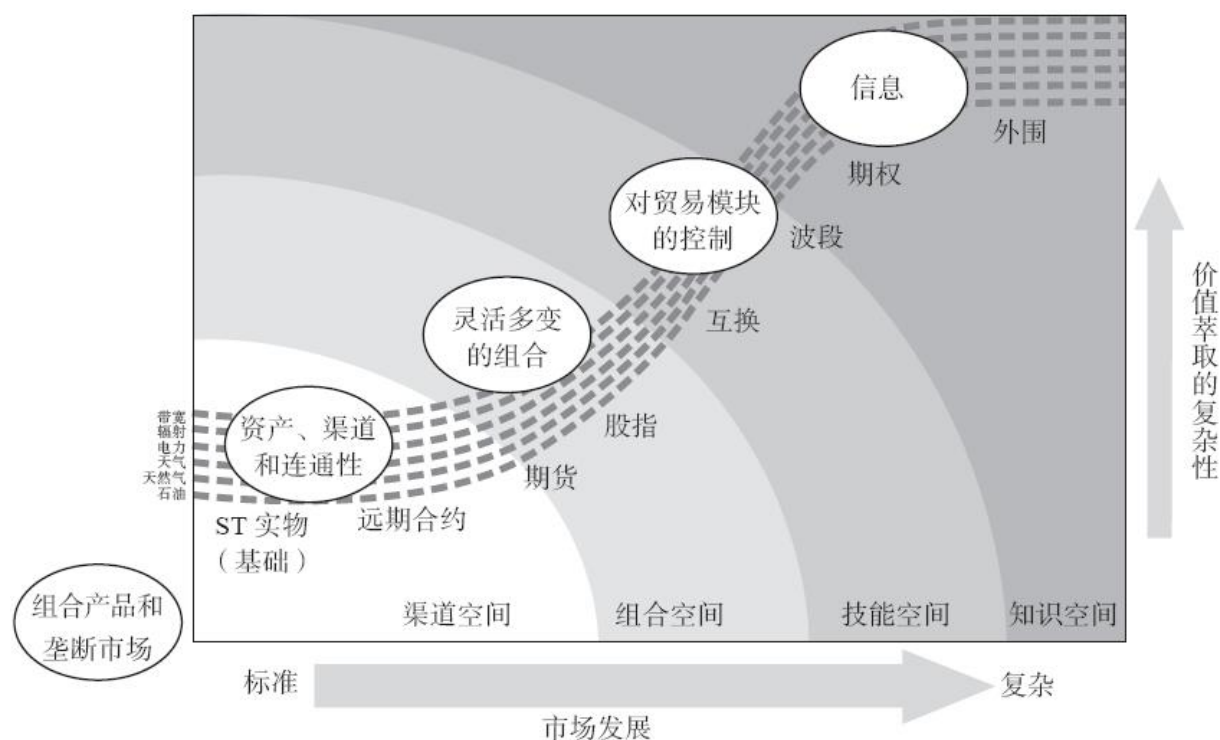 信息
外围
期权
对贸易模块
的控制
波段
互换
灵活多变
的组合
股指
期货
资产、渠道
和连通性
远期合约
带宽
辐射
电力
天气
天然气
石油
ST 实物
（基础）
组合产品和
垄断市场
渠道空间
组合空间
技能空间
知识空间
标准
复杂
市场发展
价值萃取的复杂性